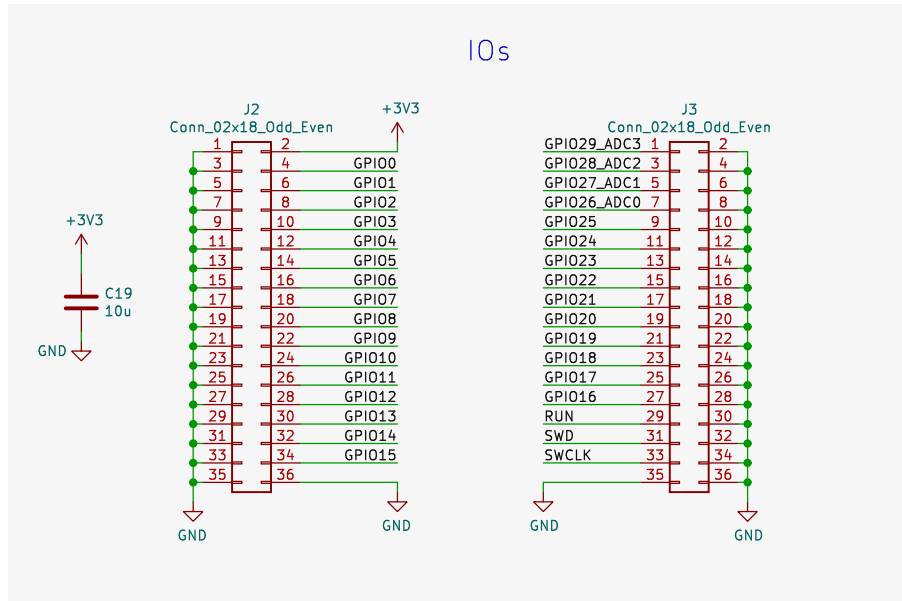 IOs
J2
Conn_02x18_Odd_Even
+3V3
1 2
3 4 GPIO0
5 6 GPIO1
7 8 GPIO2
9 10 GPIO3
11 12 GPIO4
13 14 GPIO5
15 16 GPIO6
17 18 GPIO7
19 20 GPIO8
21 22 GPIO9
23 24 GPIO10
25 26 GPIO11
27 28 GPIO12
29 30 GPIO13
31 32 GPIO14
33 34 GPIO15
35 36
GND
GND
+3V3
C19
10u
GND
J3
Conn_02x18_Odd_Even
GPIO29_ADC3 1 2
GPIO28_ADC2 3 4
GPIO27_ADC1 5 6
GPIO26_ADC0 7 8
GPIO25 9 10
GPIO24 11 12
GPIO23 13 14
GPIO22 15 16
GPIO21 17 18
GPIO20 19 20
GPIO19 21 22
GPIO18 23 24
GPIO17 25 26
GPIO16 27 28
RUN 29 30
SWD 31 32
SWCLK 33 34
35 36
GND
GND